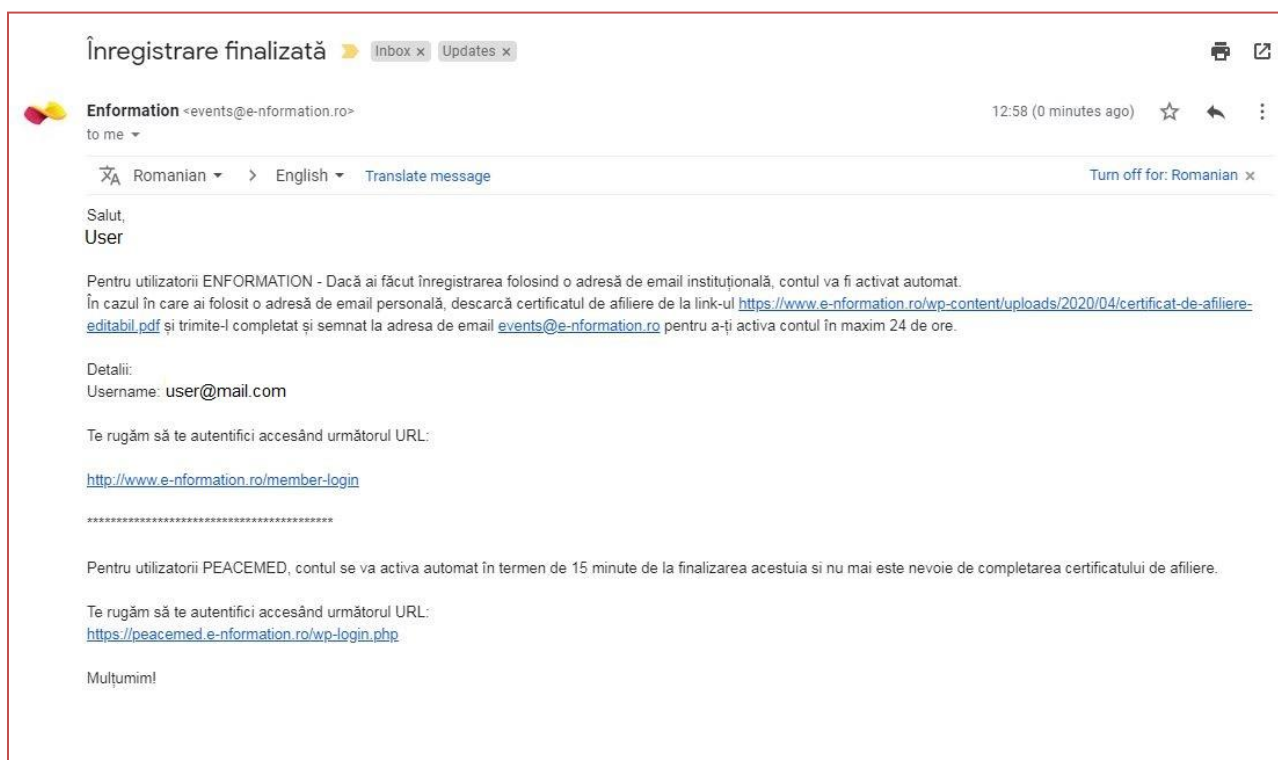 Înregistrare finalizată Inbox x Updates x
Enformation <events@e-nformation.ro> 12:58 (0 minutes ago)
to me
Romanian > English Translate message Turn off for: Romanian x
Salut,
User
Pentru utilizatorii ENFORMATION - Dacă ai făcut înregistrarea folosind o adresă de email instituțională, contul va fi activat automat.
În cazul în care ai folosit o adresă de email personală, descarcă certificatul de afiliere de la link-ul https://www.e-nformation.ro/wp-content/uploads/2020/04/certificat-de-afiliere-
editabil.pdf și trimite-l completat și semnat la adresa de email events@e-nformation.ro pentru a-ți activa contul în maxim 24 de ore.
Detalii:
Username: user@mail.com
Te rugăm să te autentifici accesând următorul URL:
http://www.e-nformation.ro/member-login
******************************************
Pentru utilizatorii PEACEMED, contul se va activa automat în termen de 15 minute de la finalizarea acestuia si nu mai este nevoie de completarea certificatului de afiliere.
Te rugăm să te autentifici accesând următorul URL:
https://peacemed.e-nformation.ro/wp-login.php
Mulțumim!